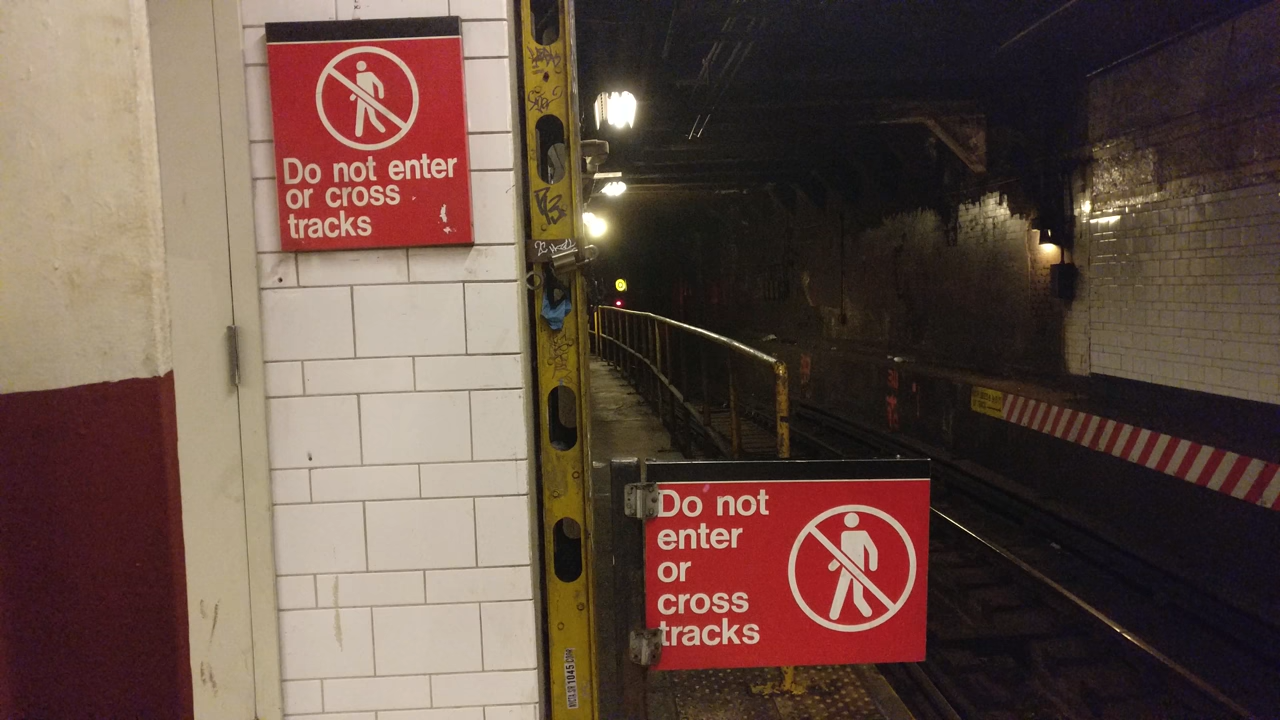 Do not enter
or cross
tracks
Do not
enter
or
cross
tracks